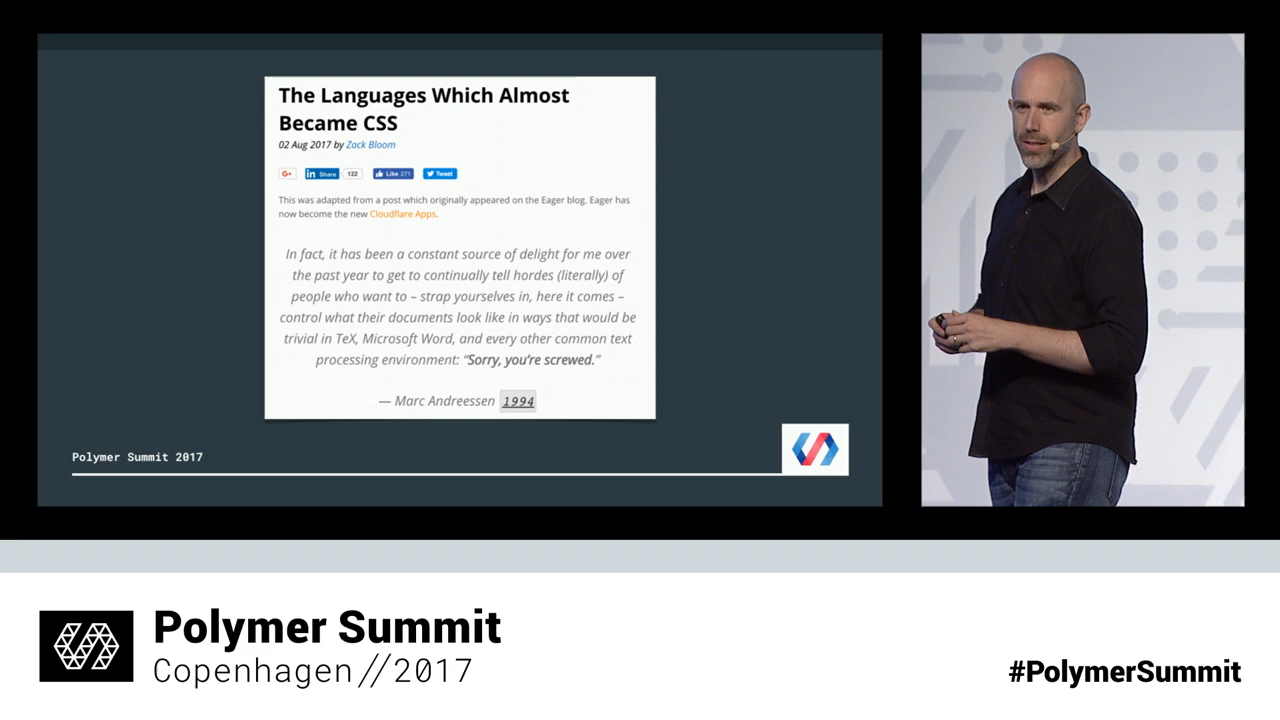 The Languages Which Almost
Became CSS
02 Aug 2017 by Zack Bloom
G+ in Share 122 Like 271 Tweet
This was adapted from a post which originally appeared on the Eager blog. Eager has
now become the new Cloudflare Apps.
In fact, it has been a constant source of delight for me over
the past year to get to continually tell hordes (literally) of
people who want to – strap yourselves in, here it comes –
control what their documents look like in ways that would be
trivial in TeX, Microsoft Word, and every other common text
processing environment: “Sorry, you’re screwed.”
— Marc Andreessen 1994
Polymer Summit 2017
Polymer Summit
Copenhagen//2017
#PolymerSummit